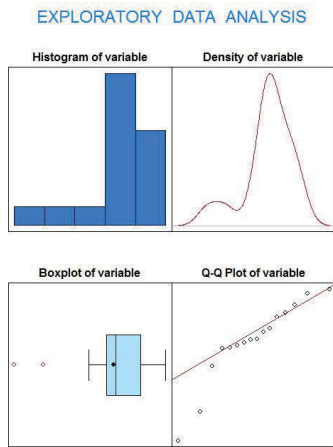 EXPLORATORY DATA ANALYSIS
Histogram of variable
Density of variable
Boxplot of variable
Q-Q Plot of variable